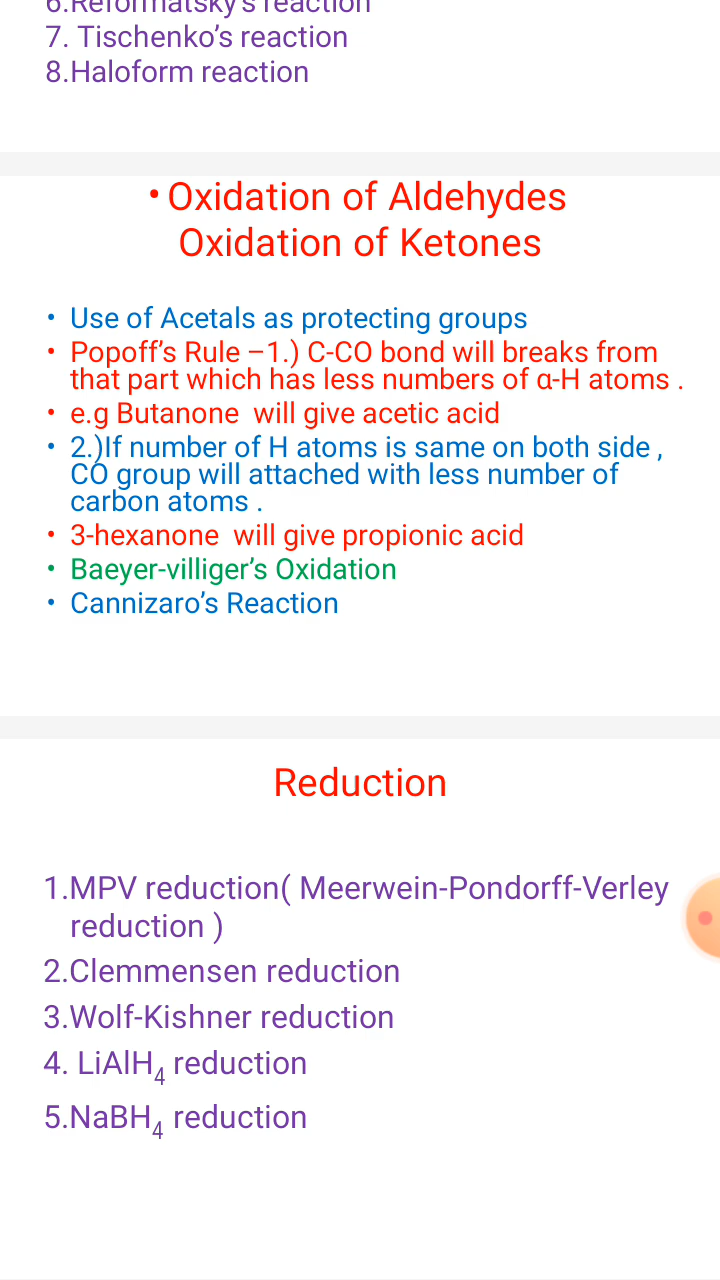 6.Reformatsky's reaction
7. Tischenko’s reaction
8.Haloform reaction
• Oxidation of Aldehydes
Oxidation of Ketones
• Use of Acetals as protecting groups
• Popoff’s Rule –1.) C-CO bond will breaks from
that part which has less numbers of α-H atoms .
• e.g Butanone will give acetic acid
• 2.)If number of H atoms is same on both side ,
CO group will attached with less number of
carbon atoms .
• 3-hexanone will give propionic acid
• Baeyer-villiger’s Oxidation
• Cannizaro’s Reaction
Reduction
1.MPV reduction( Meerwein-Pondorff-Verley
reduction )
2.Clemmensen reduction
3.Wolf-Kishner reduction
4. LiAlH₄ reduction
5.NaBH₄ reduction